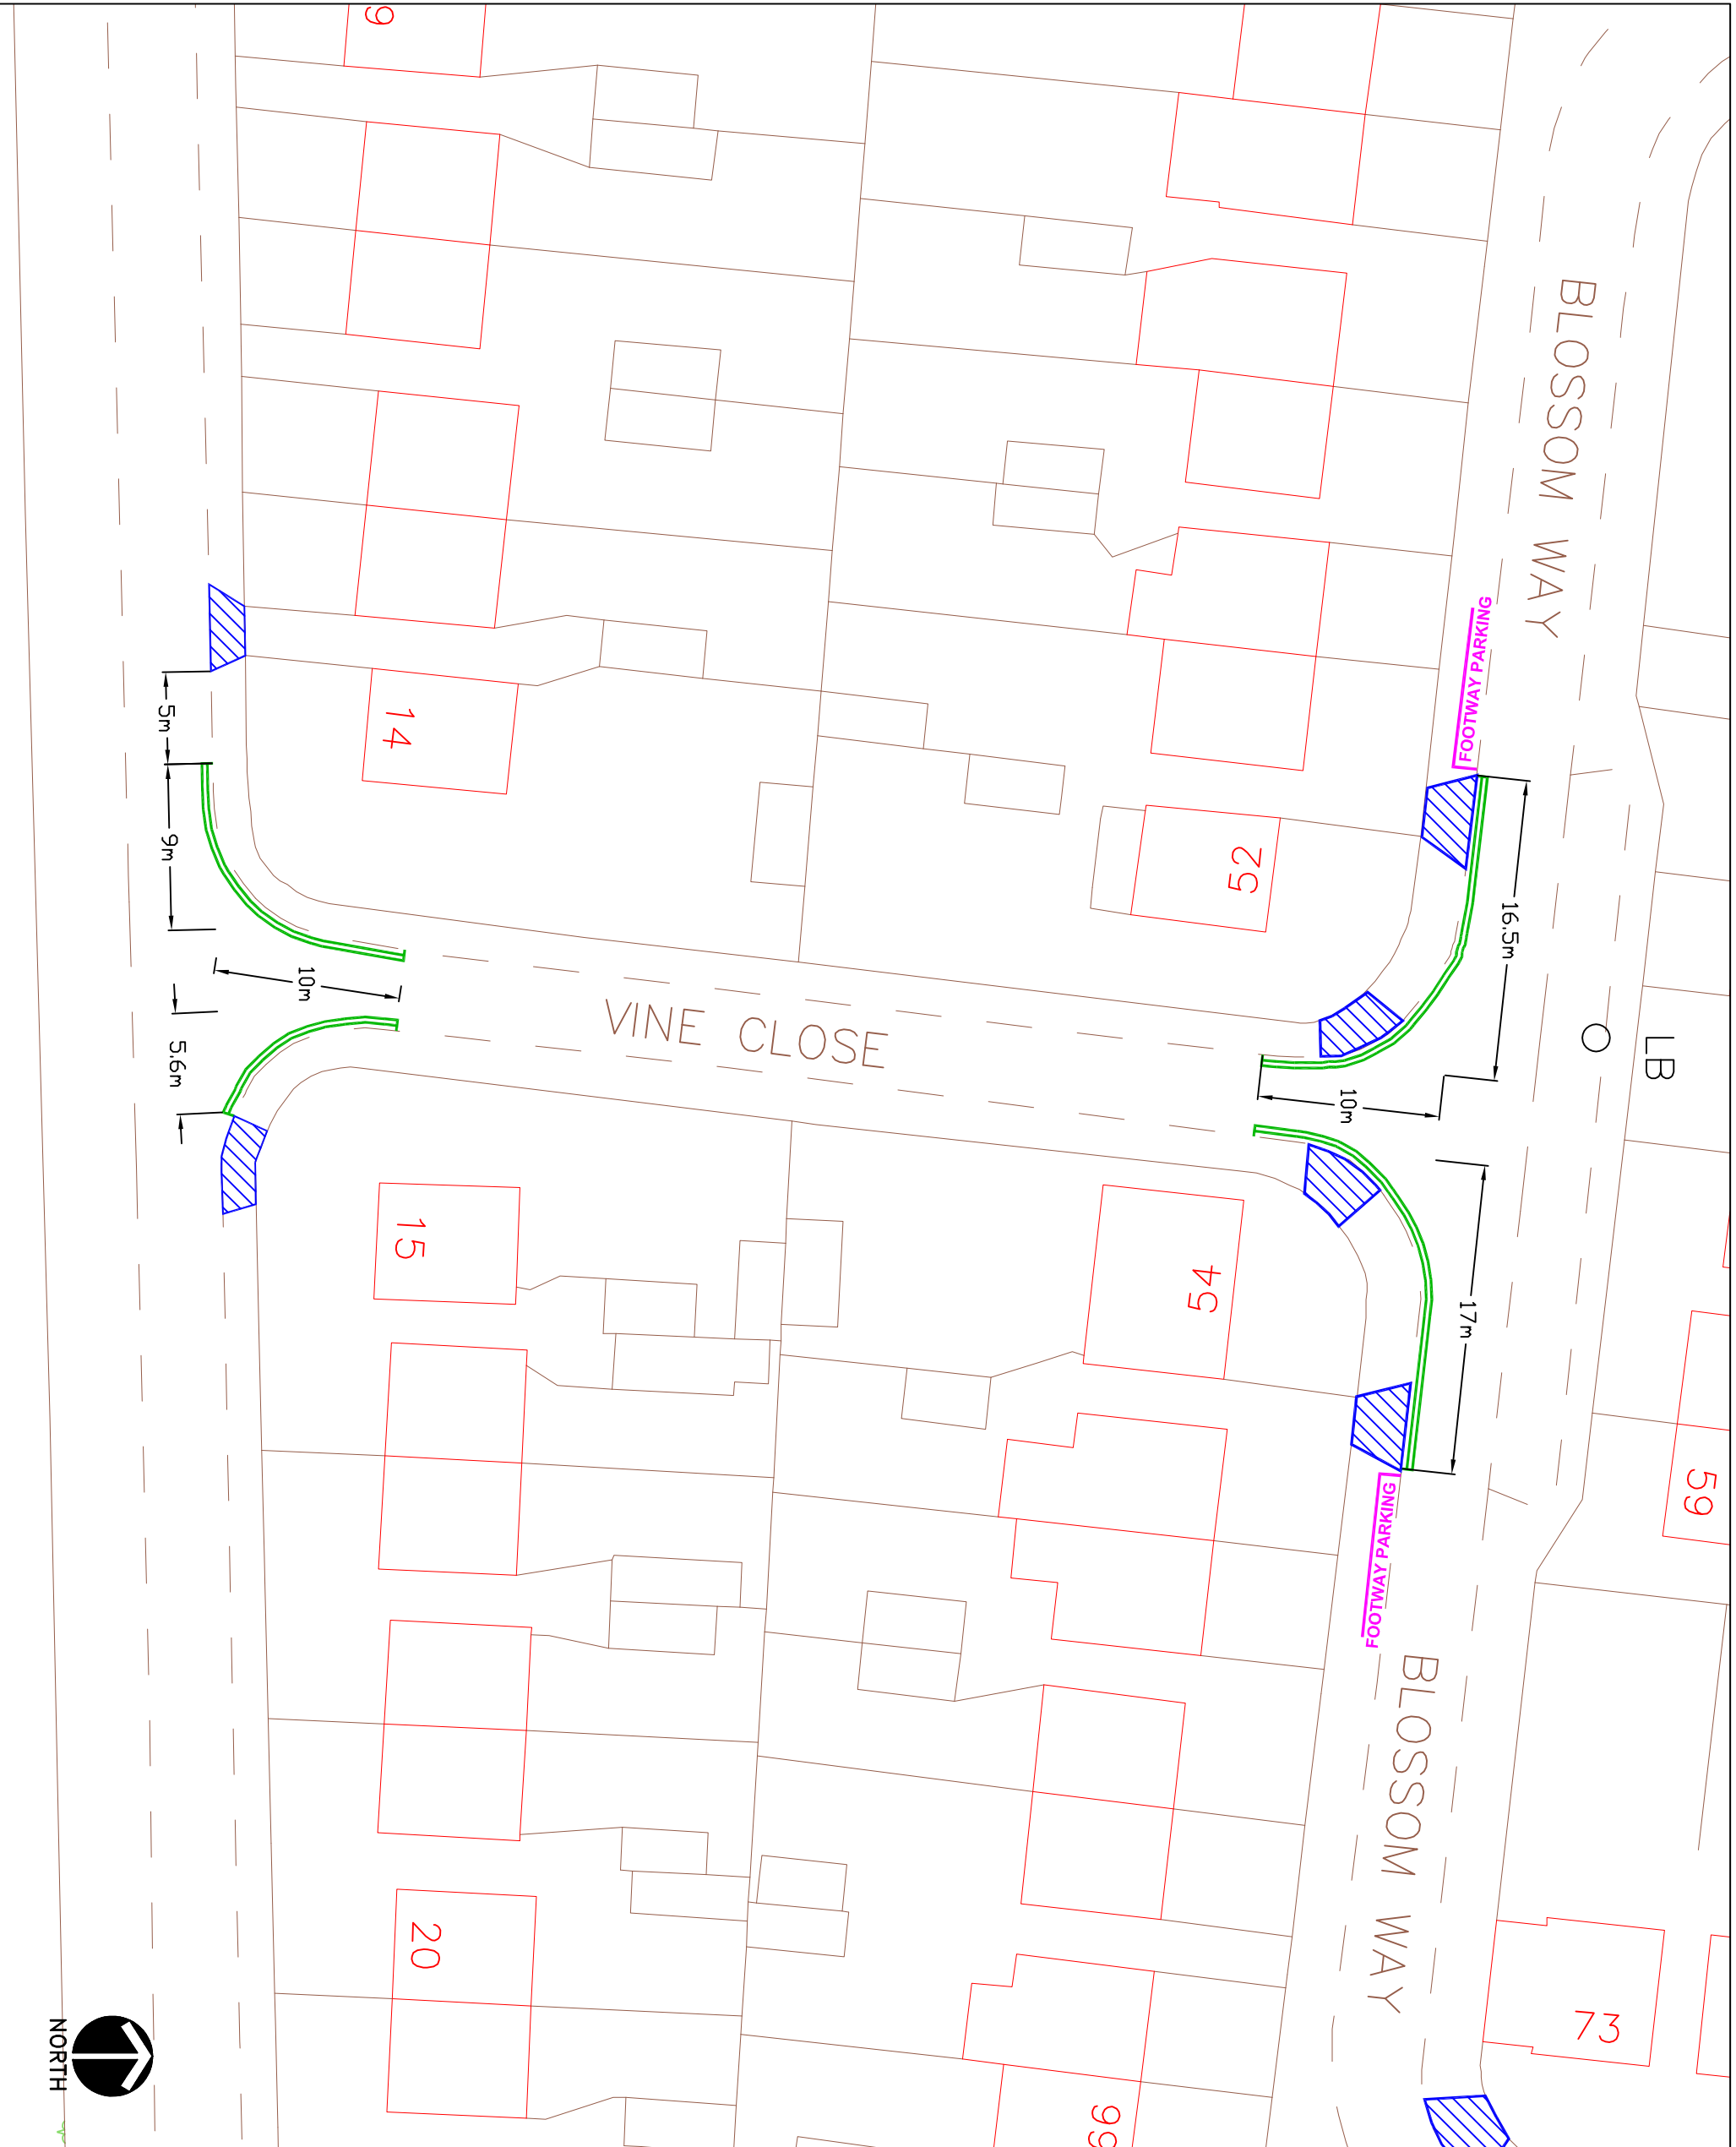 BLOSSOM WAY
FOOTWAY PARKING
14
5m
9m
52
16.5m
10m
VINE CLOSE
LB
10m
5.6m
15
54
17m
59
FOOTWAY PARKING
BLOSSOM WAY
20
73
NORTH